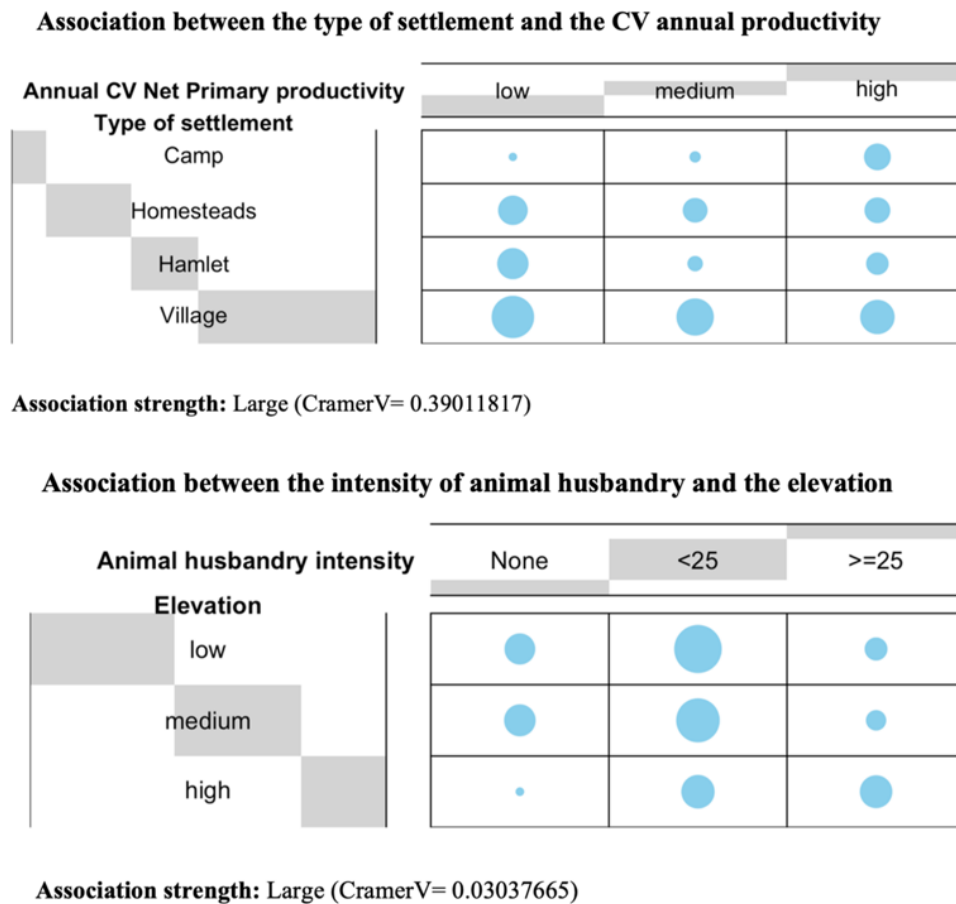 Association between the type of settlement and the CV annual productivity
Annual CV Net Primary productivity
low
medium
high
Type of settlement
Camp
Homesteads
Hamlet
Village
Association strength: Large (CramerV= 0.39011817)
Association between the intensity of animal husbandry and the elevation
Animal husbandry intensity
None
<25
>=25
Elevation
low
medium
high
Association strength: Large (CramerV= 0.03037665)